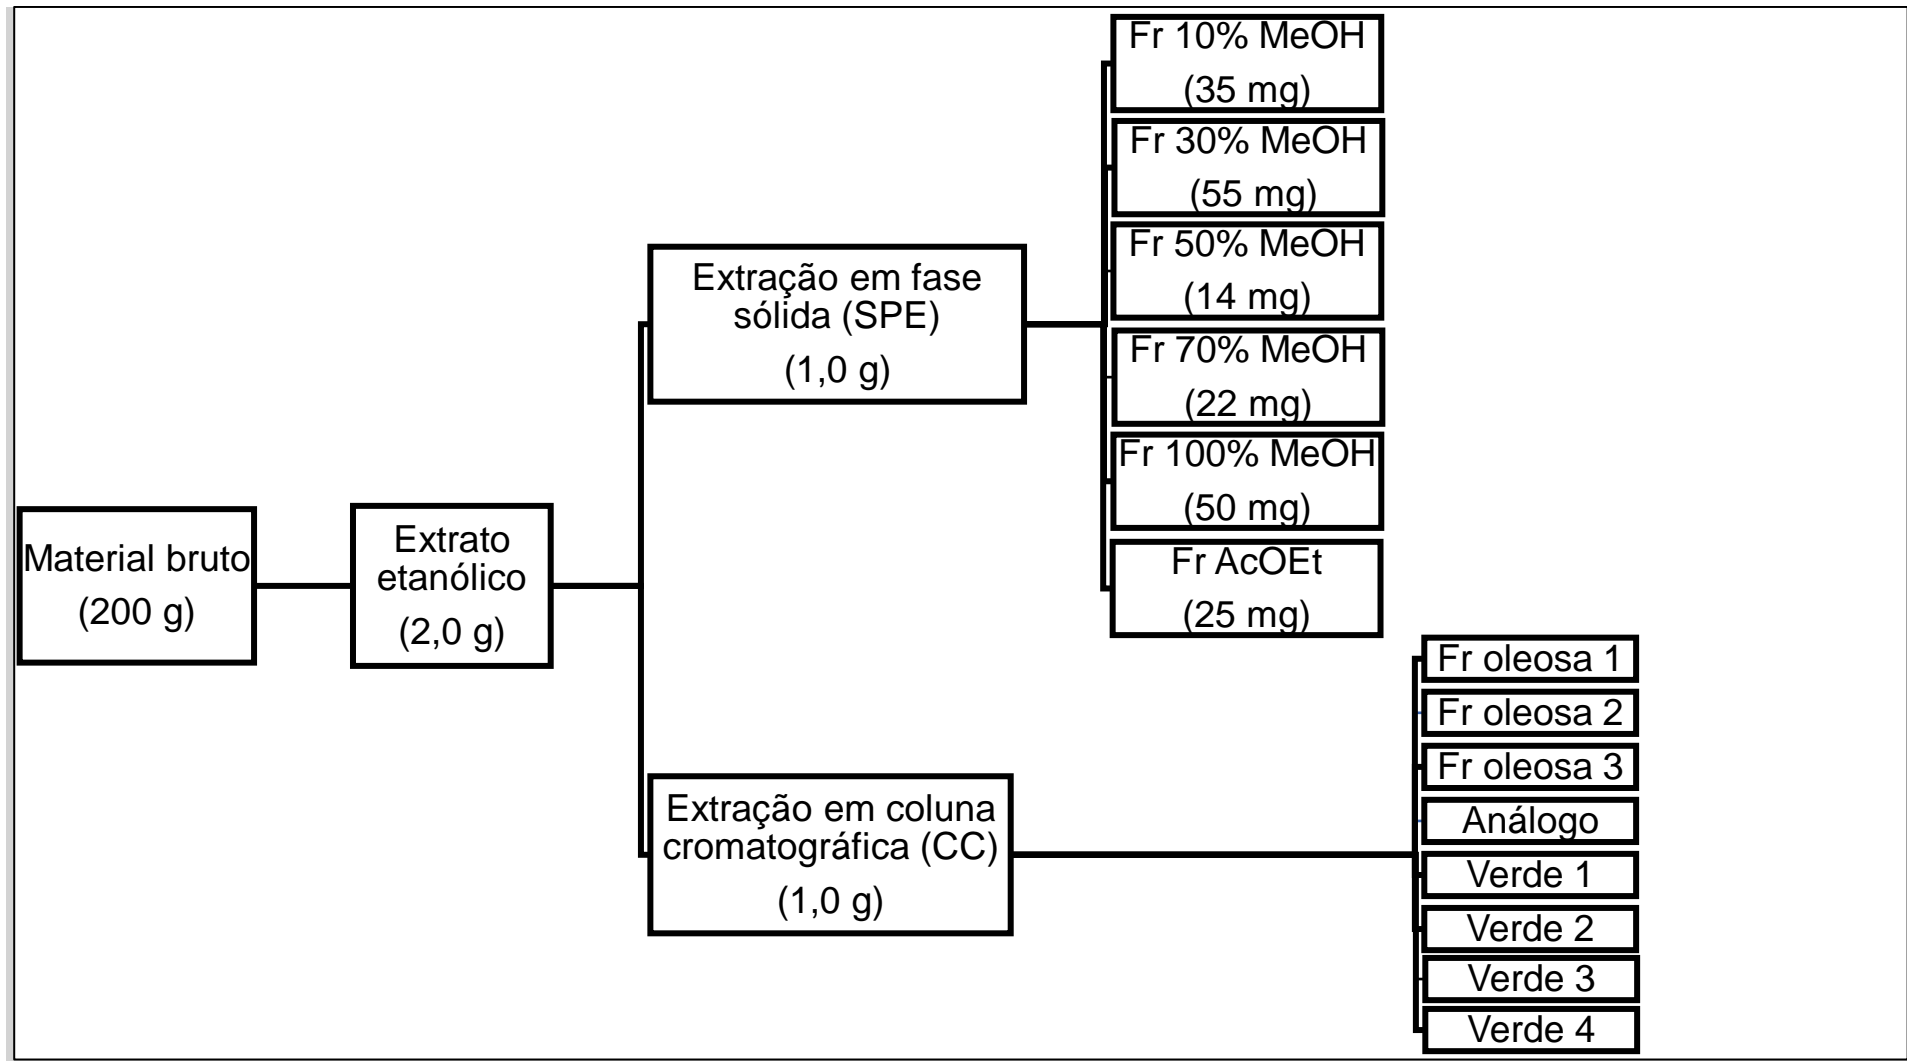 Material bruto
(200 g)
Extrato
etanólico
(2,0 g)
Extração em fase
sólida (SPE)
(1,0 g)
Fr 10% MeOH
(35 mg)
Fr 30% MeOH
(55 mg)
Fr 50% MeOH
(14 mg)
Fr 70% MeOH
(22 mg)
Fr 100% MeOH
(50 mg)
Fr AcOEt
(25 mg)
Extração em coluna
cromatográfica (CC)
(1,0 g)
Fr oleosa 1
Fr oleosa 2
Fr oleosa 3
Análogo
Verde 1
Verde 2
Verde 3
Verde 4